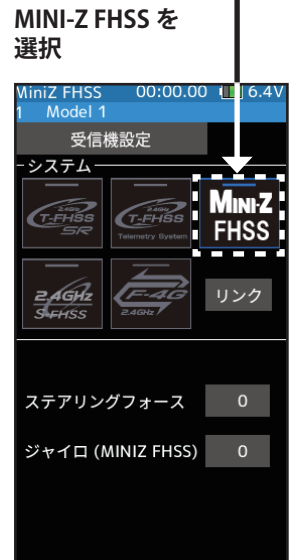 MINI-Z FHSS を
選択
MiniZ FHSS 00:00.00 6.4V
1 Model 1
受信機設定
システム
2.4GHz
T-FHSS
SR
2.4GHz
T-FHSS
Telemetry System
MINI-Z
FHSS
2.4GHz
S-FHSS
F-4G
2.4GHz
リンク
ステアリングフォース 0
ジャイロ (MINIZ FHSS) 0